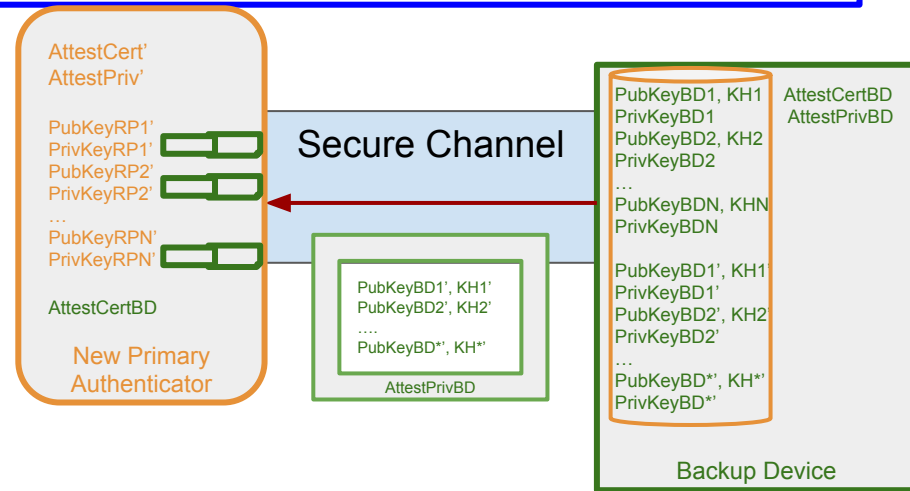 AttestCert’
AttestPriv’
PubKeyRP1’
PrivKeyRP1’
PubKeyRP2’
PrivKeyRP2’
…
PubKeyRPN’
PrivKeyRPN’
AttestCertBD
New Primary
Authenticator
Secure Channel
PubKeyBD1’, KH1’
PubKeyBD2’, KH2’
….
PubKeyBD*’, KH*’
AttestPrivBD
PubKeyBD1, KH1
PrivKeyBD1
PubKeyBD2, KH2
PrivKeyBD2
…
PubKeyBDN, KHN
PrivKeyBDN
PubKeyBD1’, KH1’
PrivKeyBD1’
PubKeyBD2’, KH2’
PrivKeyBD2’
…
PubKeyBD*’, KH*’
PrivKeyBD*’
AttestCertBD
AttestPrivBD
Backup Device